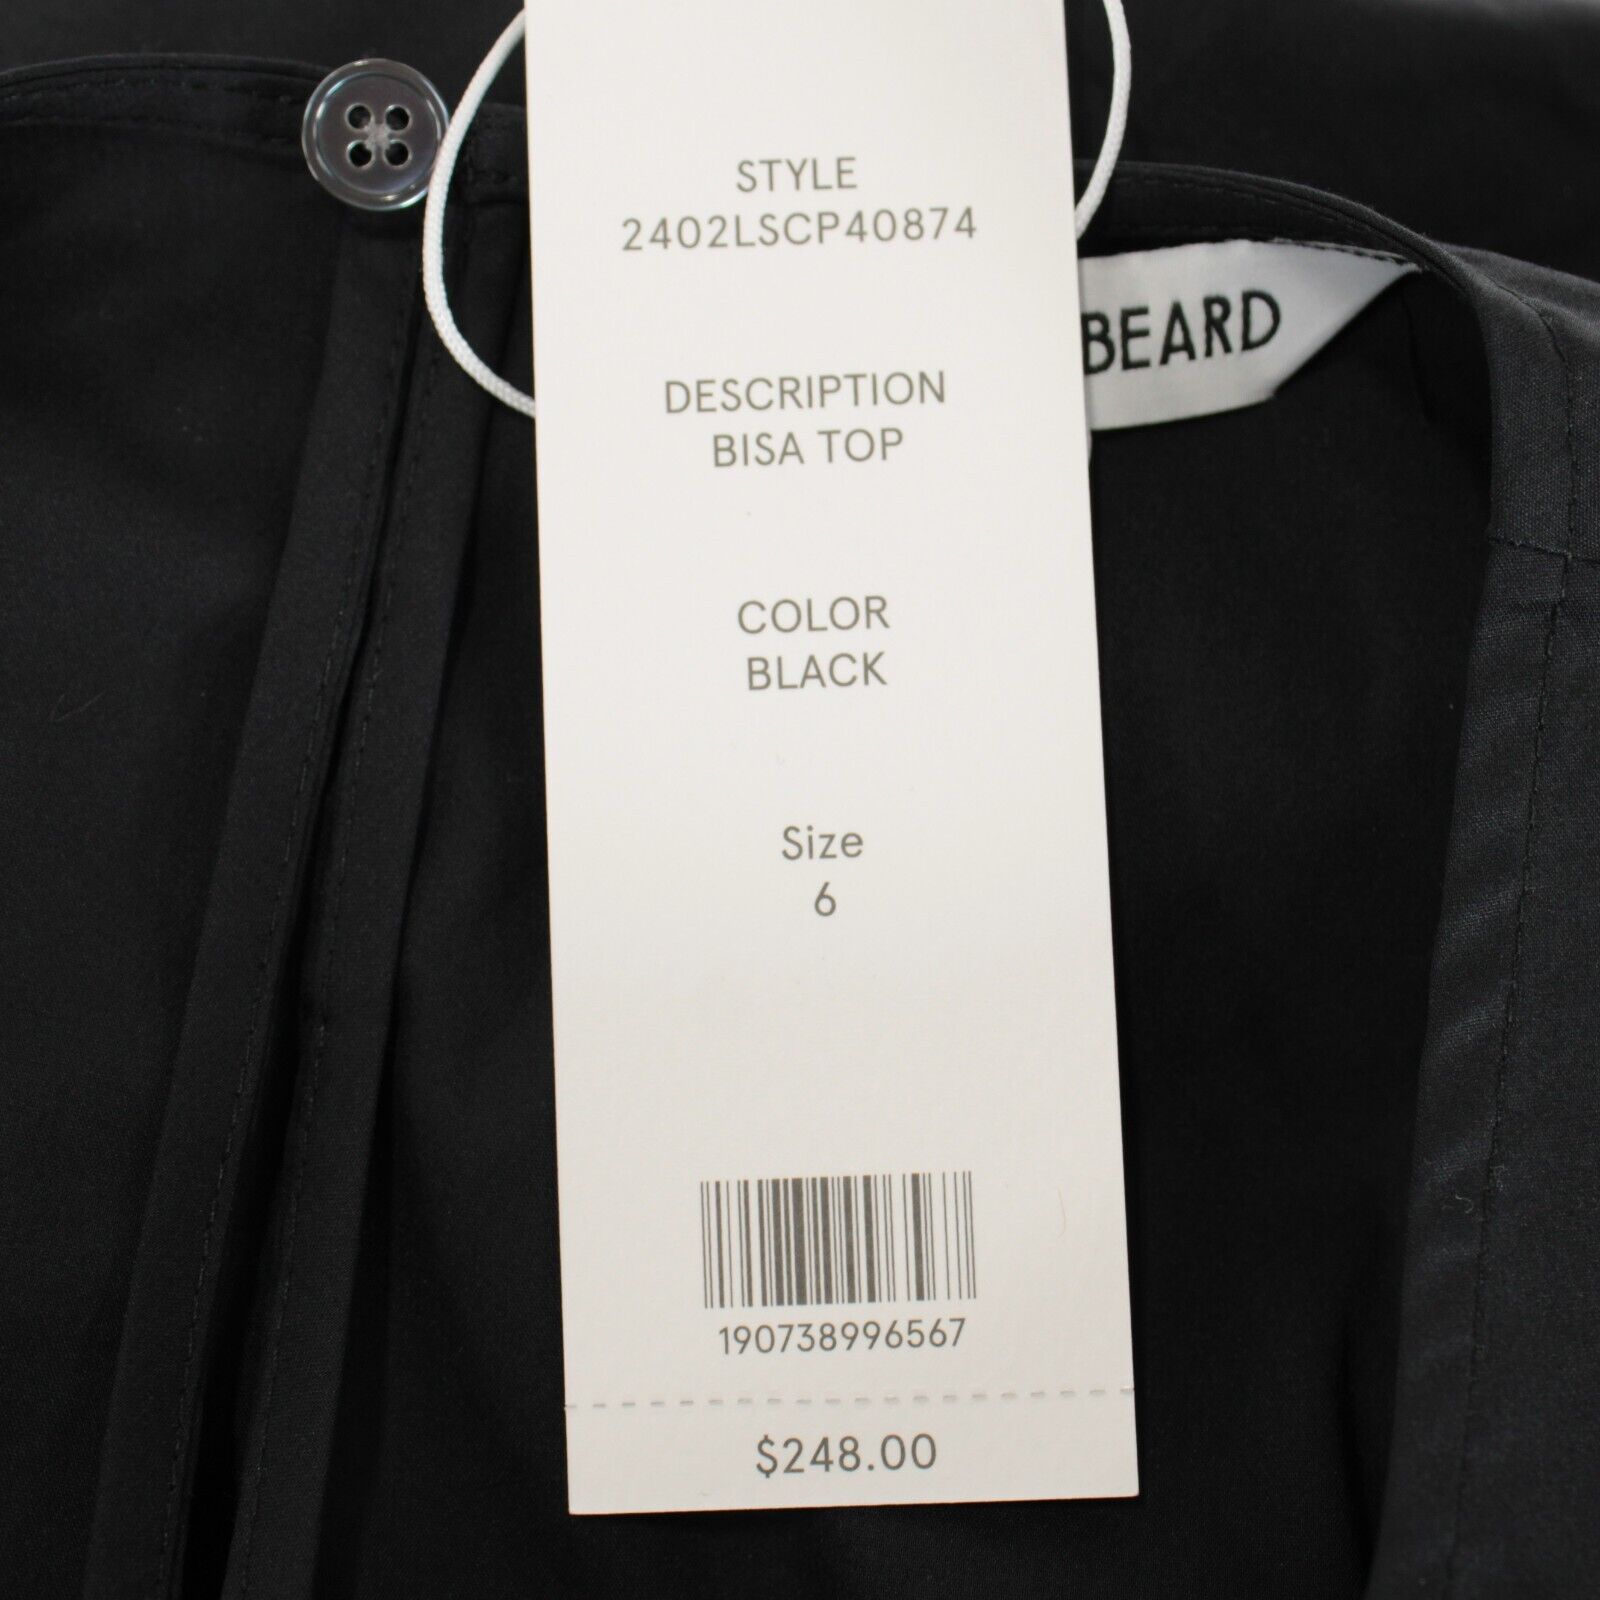 STYLE
2402LSCP40874
BEARD
DESCRIPTION
BISA TOP
COLOR
BLACK
Size
6
190738996567
$248.00